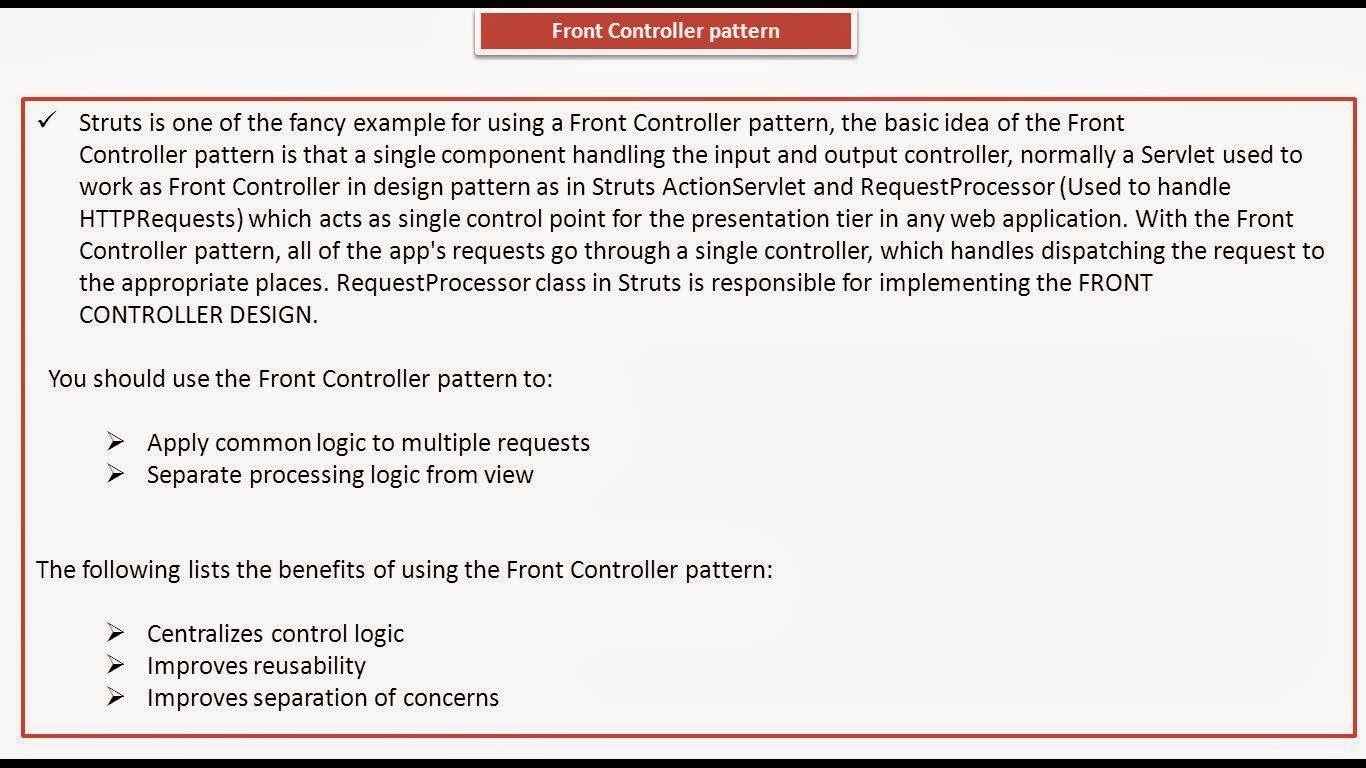 Front Controller pattern
✓ Struts is one of the fancy example for using a Front Controller pattern, the basic idea of the Front
Controller pattern is that a single component handling the input and output controller, normally a Servlet used to
work as Front Controller in design pattern as in Struts ActionServlet and RequestProcessor (Used to handle
HTTPRequests) which acts as single control point for the presentation tier in any web application. With the Front
Controller pattern, all of the app's requests go through a single controller, which handles dispatching the request to
the appropriate places. RequestProcessor class in Struts is responsible for implementing the FRONT
CONTROLLER DESIGN.
You should use the Front Controller pattern to:
➢ Apply common logic to multiple requests
➢ Separate processing logic from view
The following lists the benefits of using the Front Controller pattern:
➢ Centralizes control logic
➢ Improves reusability
➢ Improves separation of concerns